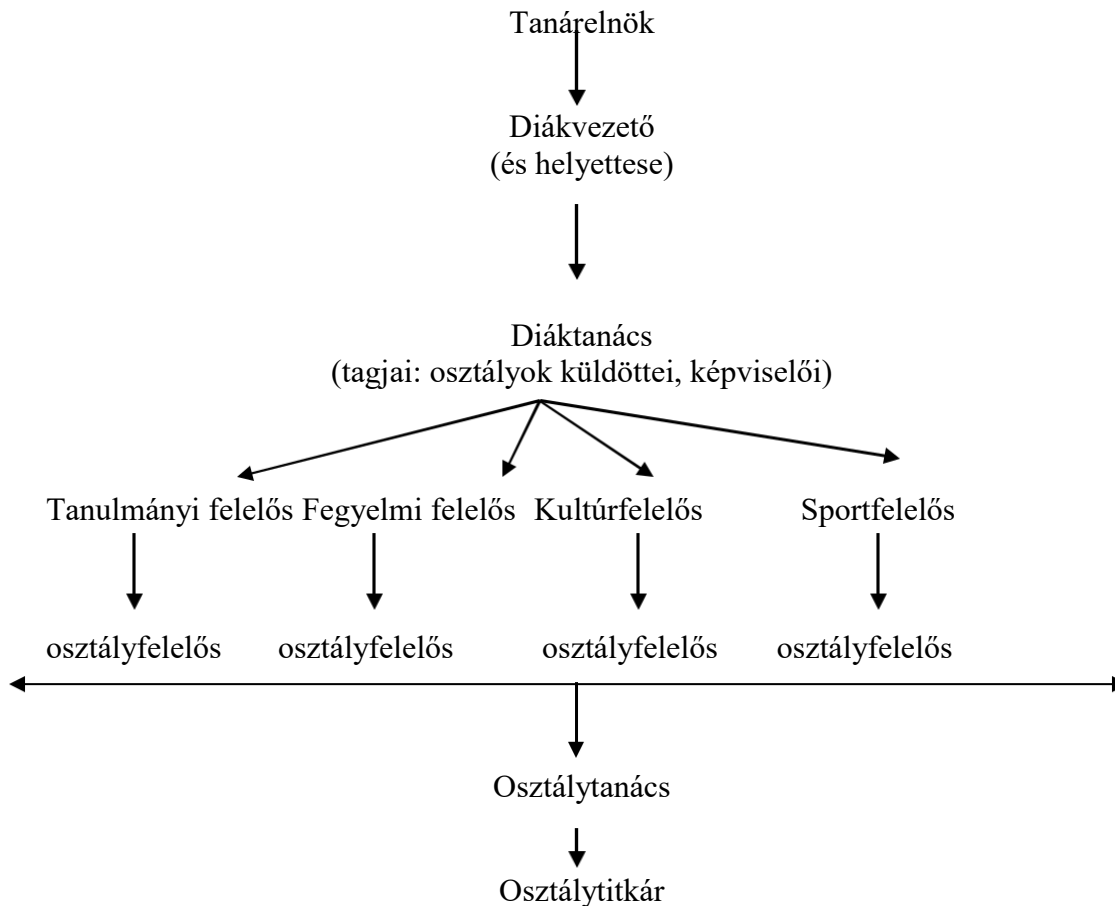 Tanárelnök
Diákvezető
(és helyettese)
Diáktanács
(tagjai: osztályok küldöttei, képviselői)
Tanulmányi felelős Fegyelmi felelős Kultúrfelelős Sportfelelős
osztályfelelős osztályfelelős osztályfelelős osztályfelelős
Osztálytanács
Osztálytitkár